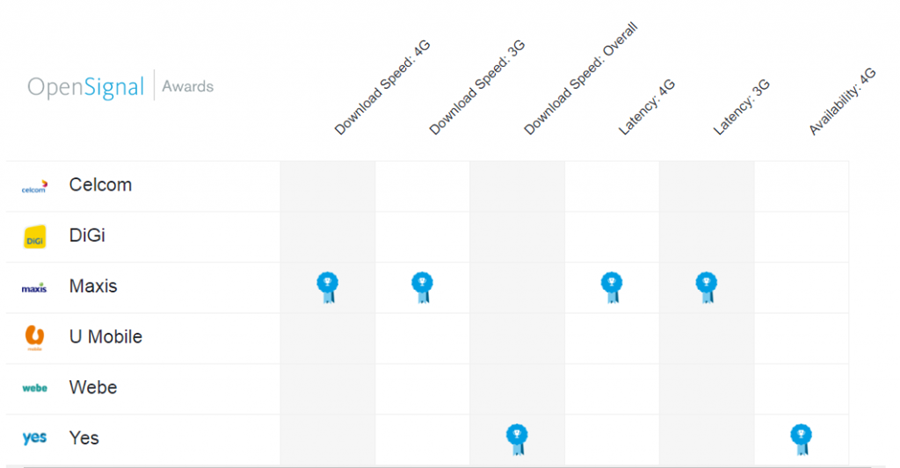 OpenSignal Awards
Download Speed: 4G
Download Speed: 3G
Download Speed: Overall
Latency: 4G
Latency: 3G
Availability: 4G
celcom Celcom
DiGi DiGi
maxis Maxis
U Mobile
webe Webe
yes Yes